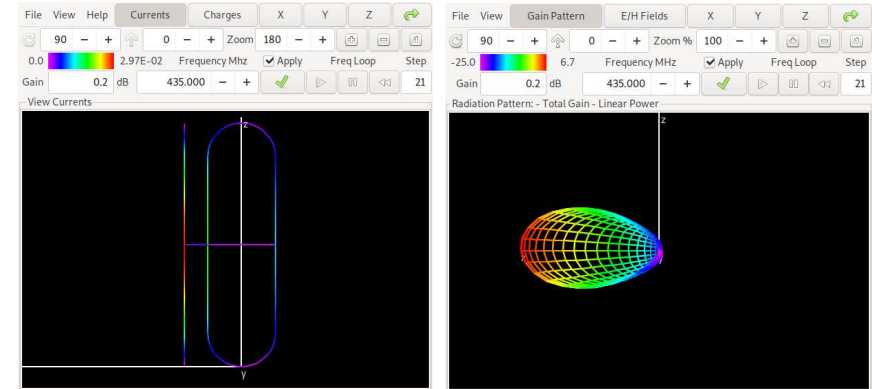 File View Help Currents Charges X Y Z
90 − + 0 − + Zoom 180 − +
0.0 2.97E-02 Frequency Mhz Apply Freq Loop Step
Gain 0.2 dB 435.000 − + 21
View Currents
z
y
File View Gain Pattern E/H Fields X Y Z
90 − + 0 − + Zoom % 100 − +
-25.0 6.7 Frequency MHz Apply Freq Loop Step
Gain 0.2 dB 435.000 − + 21
Radiation Pattern: - Total Gain - Linear Power
z
x
y